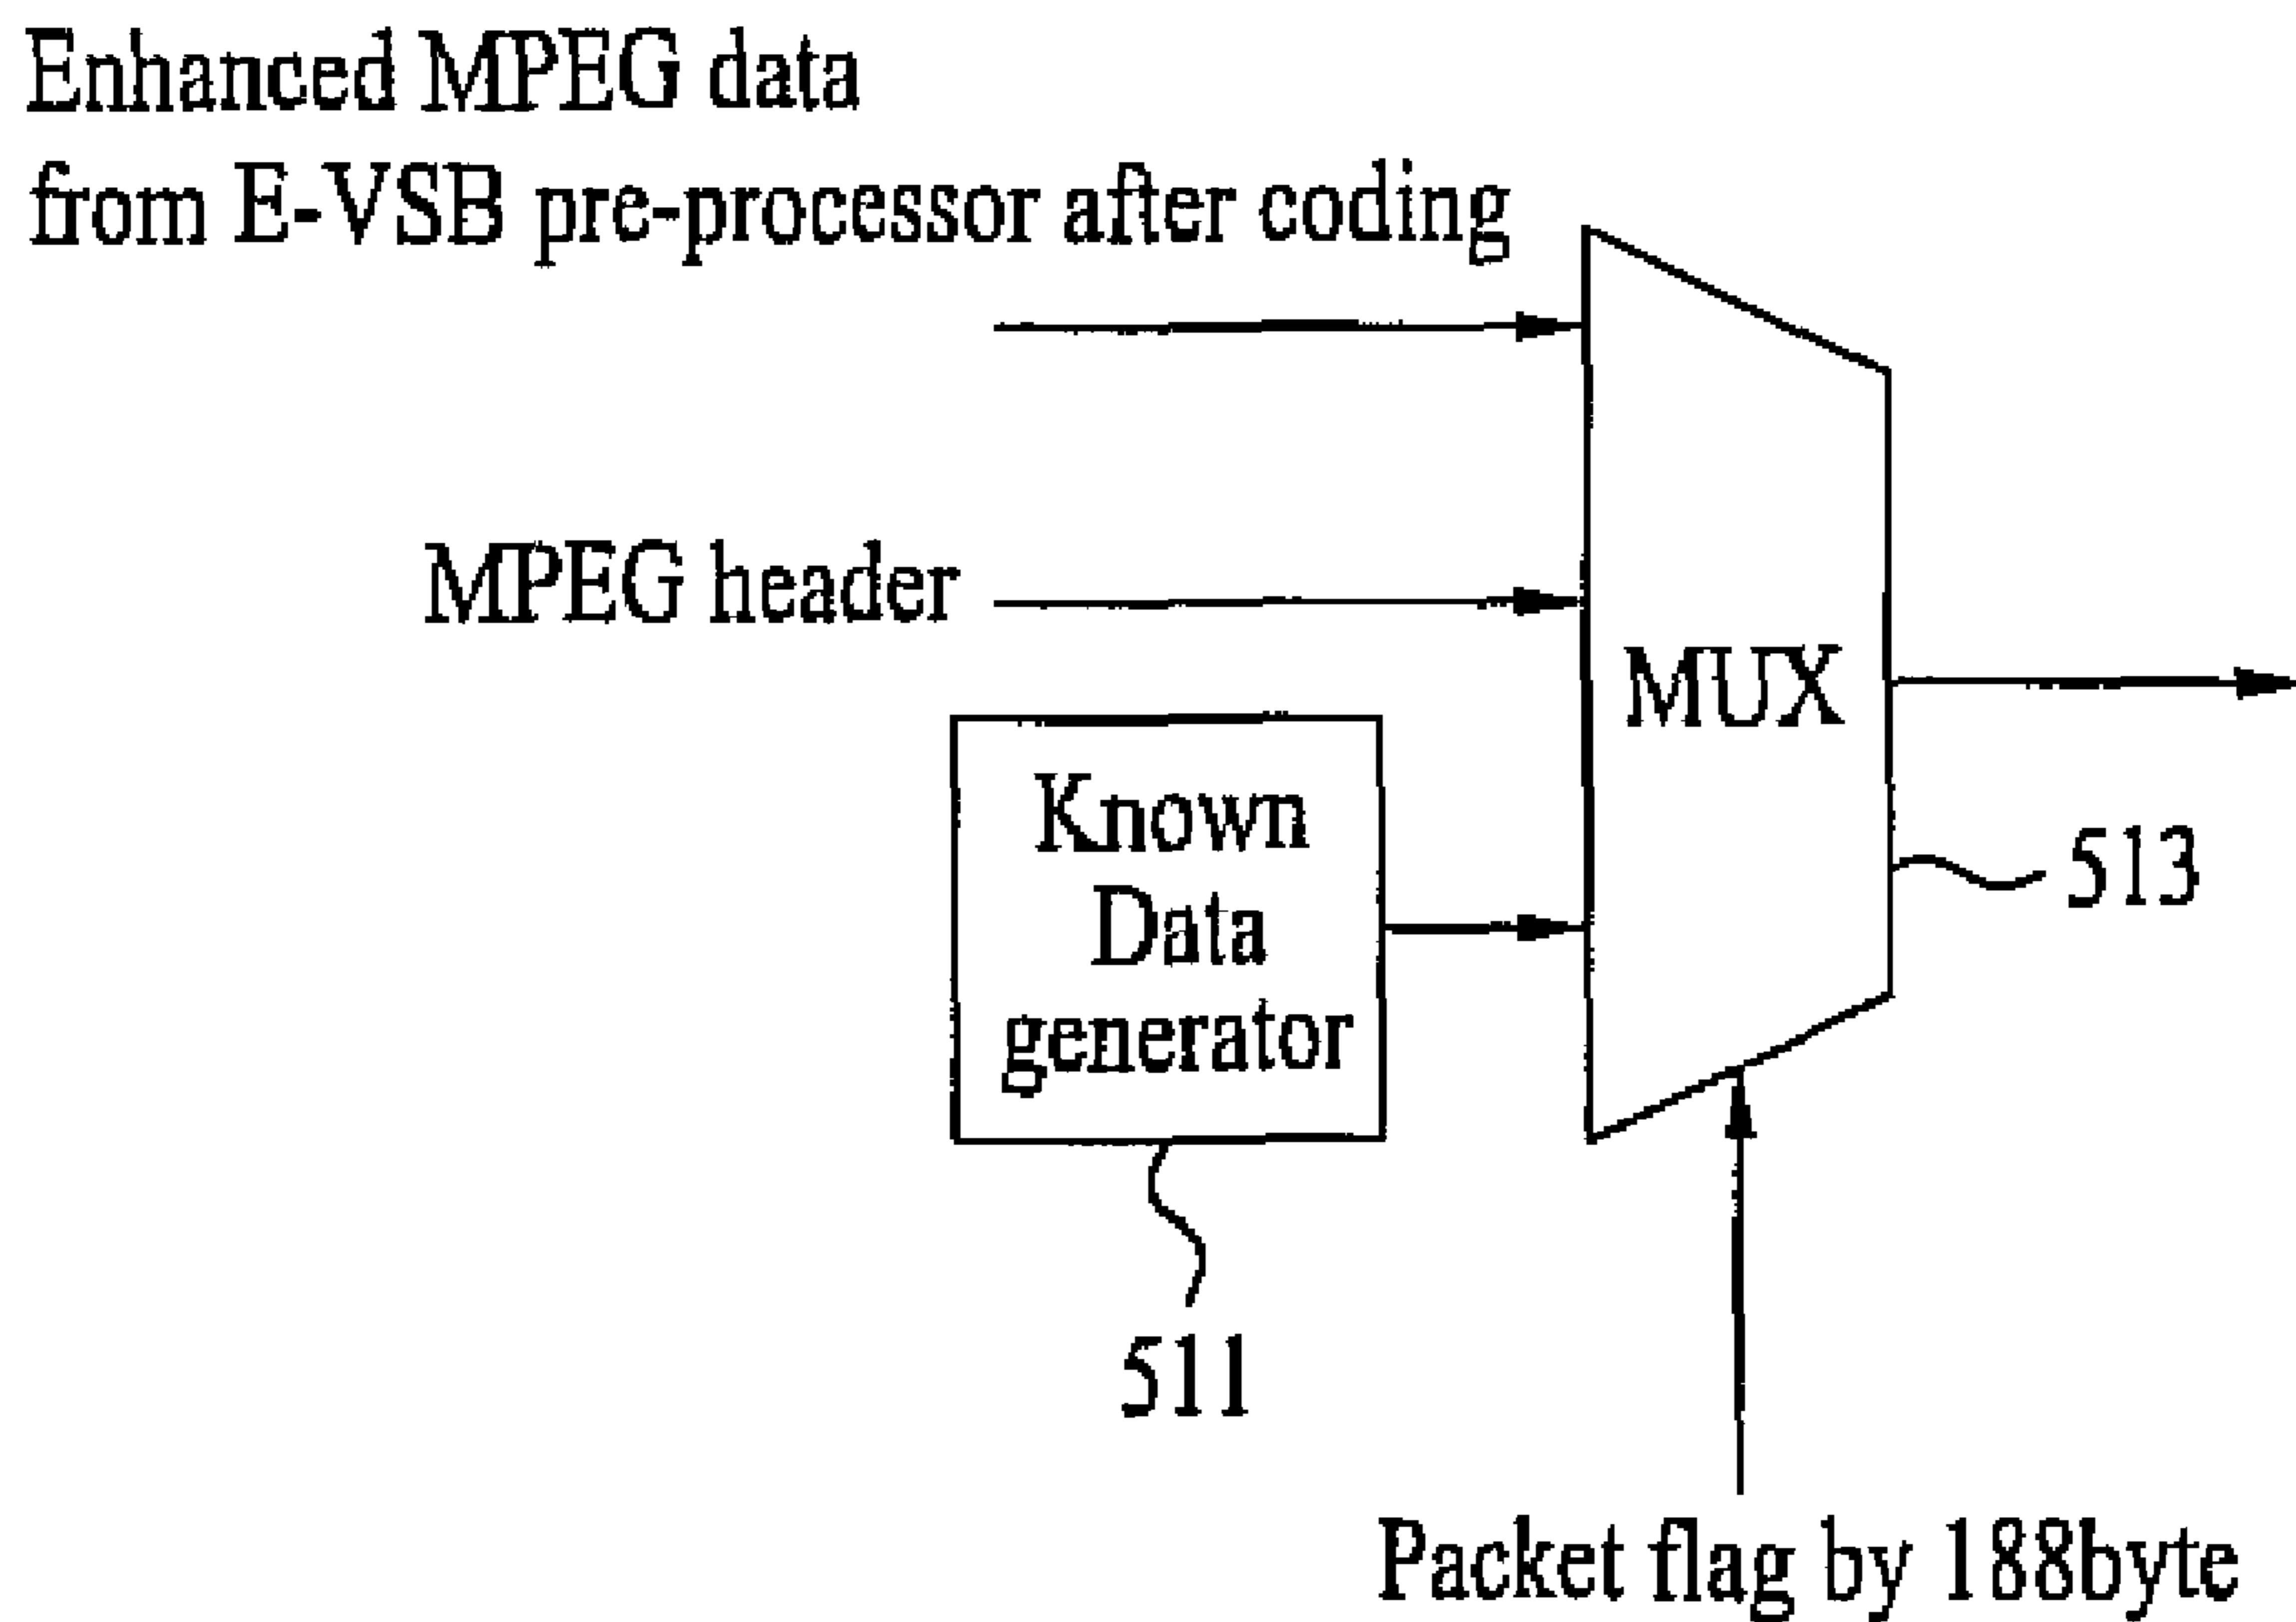 Enhanced MPEG data
from E-VSB pre-processor after coding
MPEG header
MUX
Known
Data
generator
513
511
Packet flag by 188byte